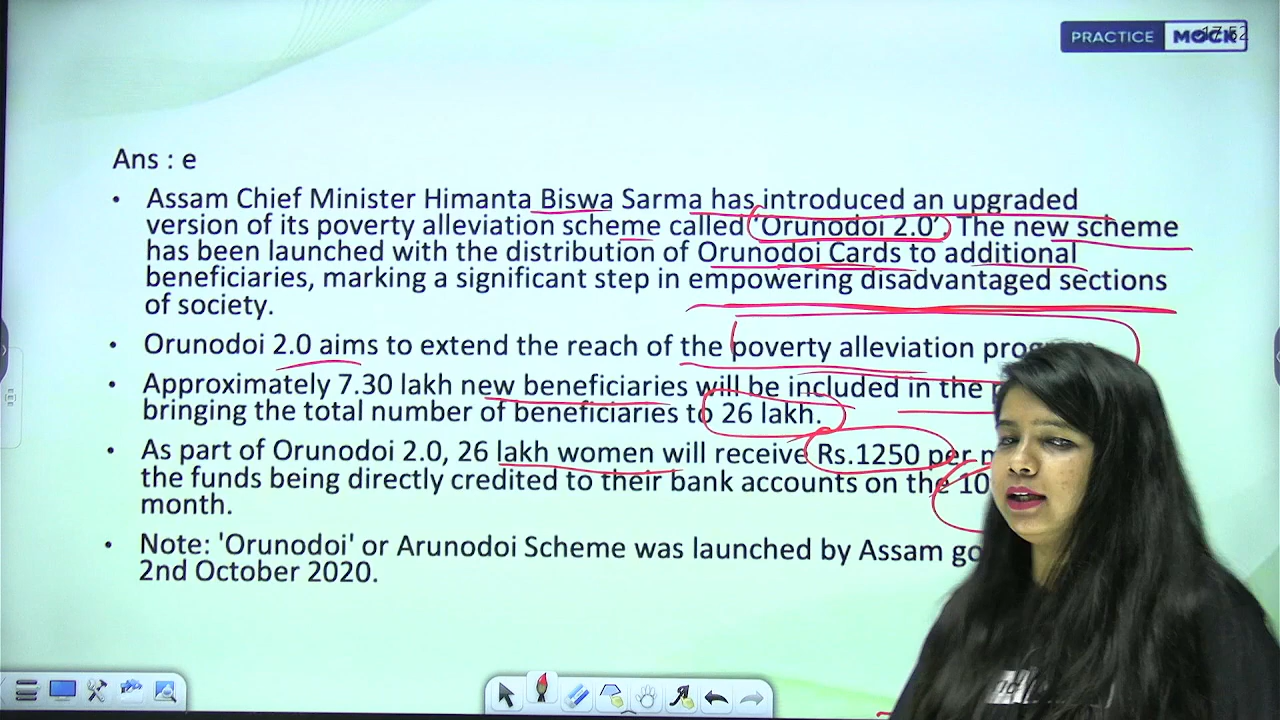 PRACTICE MOCK
Ans : e
• Assam Chief Minister Himanta Biswa Sarma has introduced an upgraded
version of its poverty alleviation scheme called 'Orunodoi 2.0'. The new scheme
has been launched with the distribution of Orunodoi Cards to additional
beneficiaries, marking a significant step in empowering disadvantaged sections
of society.
• Orunodoi 2.0 aims to extend the reach of the poverty alleviation
• Approximately 7.30 lakh new beneficiaries will be included in the
bringing the total number of beneficiaries to 26 lakh.
• As part of Orunodoi 2.0, 26 lakh women will receive Rs.1250 per
the funds being directly credited to their bank accounts on the 10
month.
• Note: 'Orunodoi' or Arunodoi Scheme was launched by Assam
2nd October 2020.